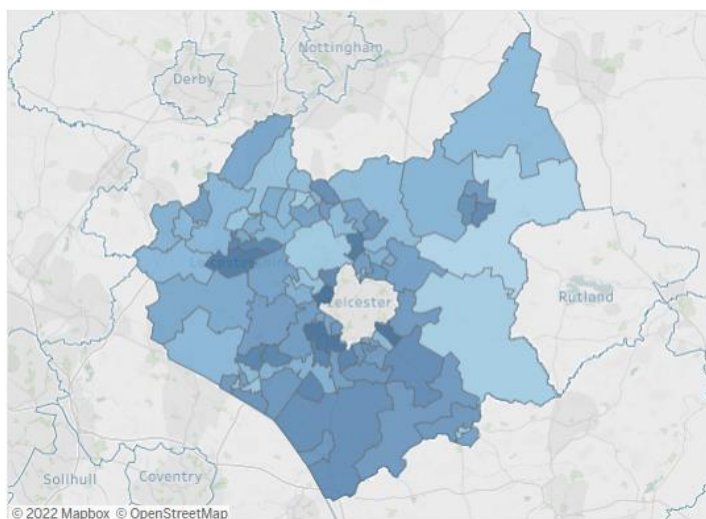 Nottingham
Derby
Leicester
Rutland
Solihull
Coventry
© 2022 Mapbox © OpenStreetMap